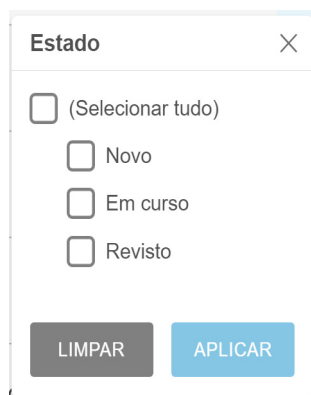 Estado
(Selecionar tudo)
Novo
Em curso
Revisto
LIMPAR APLICAR